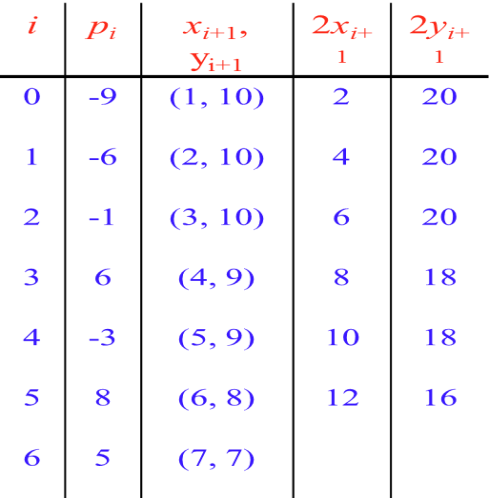 i p_i x_{i+1}, y_{i+1} 2x_{i+1} 2y_{i+1}
0 -9 (1, 10) 2 20
1 -6 (2, 10) 4 20
2 -1 (3, 10) 6 20
3 6 (4, 9) 8 18
4 -3 (5, 9) 10 18
5 8 (6, 8) 12 16
6 5 (7, 7)